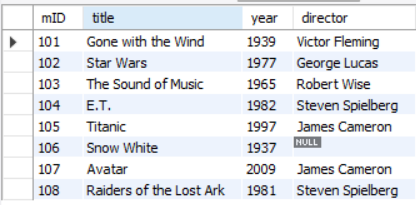 mID title year director
101 Gone with the Wind 1939 Victor Fleming
102 Star Wars 1977 George Lucas
103 The Sound of Music 1965 Robert Wise
104 E.T. 1982 Steven Spielberg
105 Titanic 1997 James Cameron
106 Snow White 1937 NULL
107 Avatar 2009 James Cameron
108 Raiders of the Lost Ark 1981 Steven Spielberg